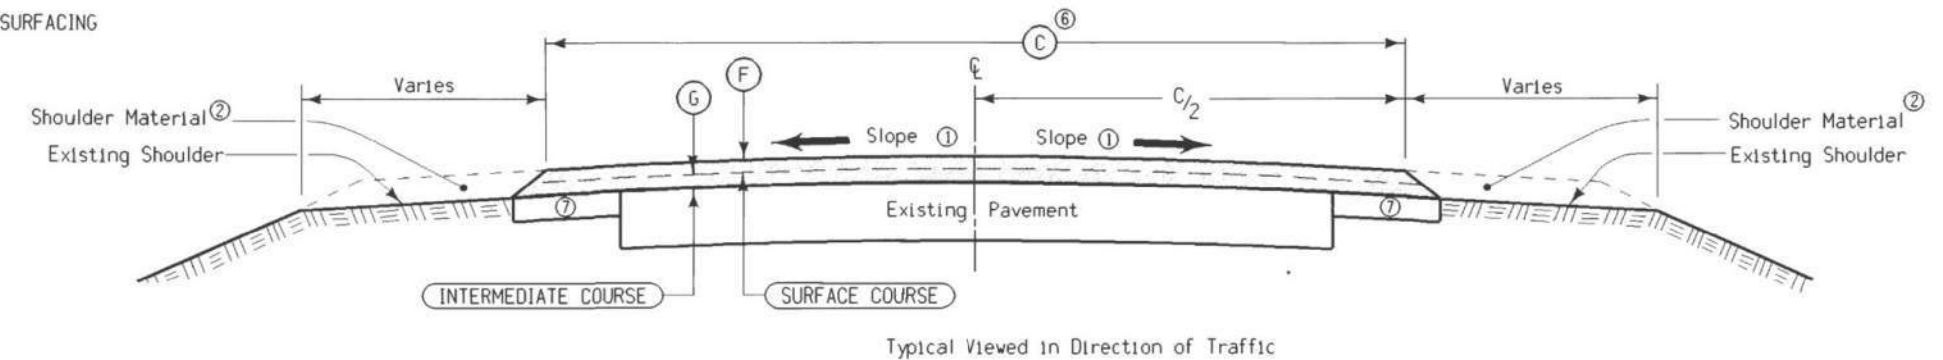 SURFACING
C ⑥
F
℄
G
Varies
C/2
Varies
Shoulder Material ②
Shoulder Material ②
Slope ①
Slope ①
Existing Shoulder
Existing Shoulder
⑦
Existing Pavement
⑦
INTERMEDIATE COURSE
SURFACE COURSE
Typical Viewed in Direction of Traffic